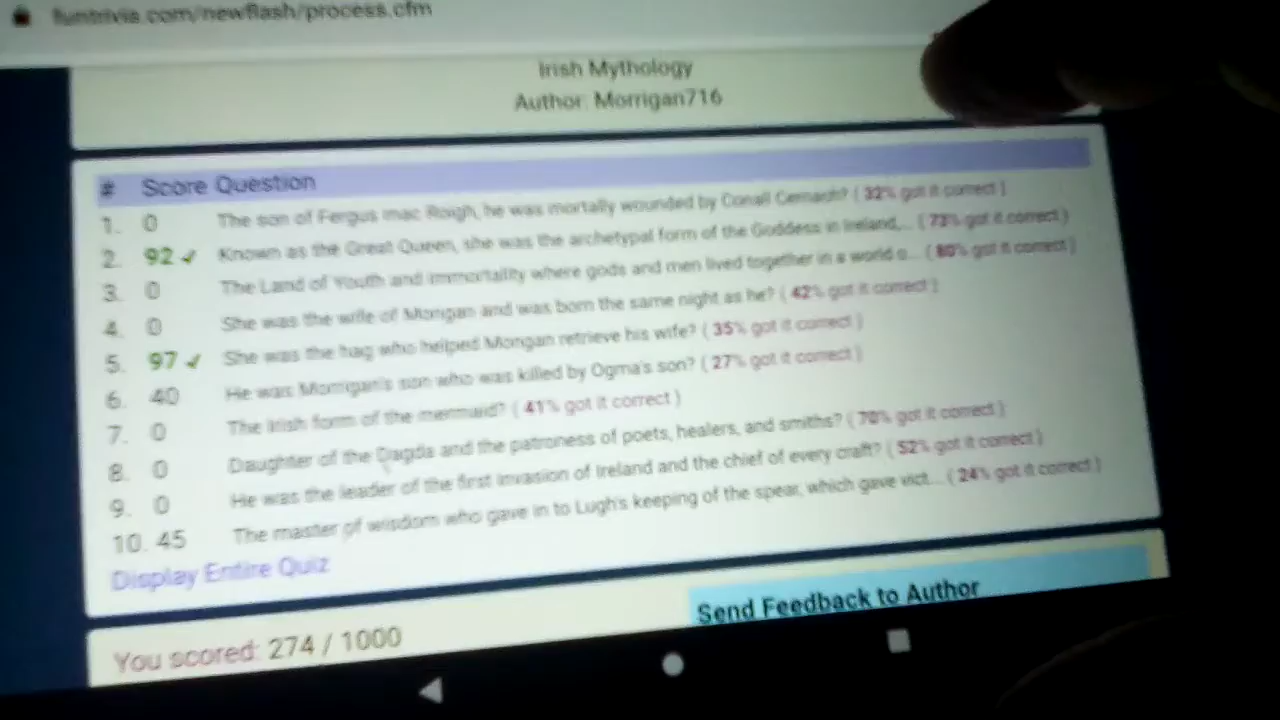 funtrivia.com/newflash/process.cfm
Irish Mythology
Author: Morrigan716
# Score Question
1. 0 The son of Fergus mac Roigh, he was mortally wounded by Conall Cernach? ( 32% got it correct )
2. 92 ✓ Known as the Great Queen, she was the archetypal form of the Goddess in Ireland,... ( 73% got it correct )
3. 0 The Land of Youth and immortality where gods and men lived together in a world o... ( 80% got it correct )
4. 0 She was the wife of Mongan and was born the same night as he? ( 42% got it correct )
5. 97 ✓ She was the hag who helped Mongan retrieve his wife? ( 35% got it correct )
6. 40 He was Morrigan's son who was killed by Ogma's son? ( 27% got it correct )
7. 0 The Irish form of the mermaid? ( 41% got it correct )
8. 0 Daughter of the Dagda and the patroness of poets, healers, and smiths? ( 70% got it correct )
9. 0 He was the leader of the first invasion of Ireland and the chief of every craft? ( 52% got it correct )
10. 45 The master of wisdom who gave in to Lugh's keeping of the spear, which gave vict... ( 24% got it correct )
Display Entire Quiz
Send Feedback to Author
You scored: 274 / 1000